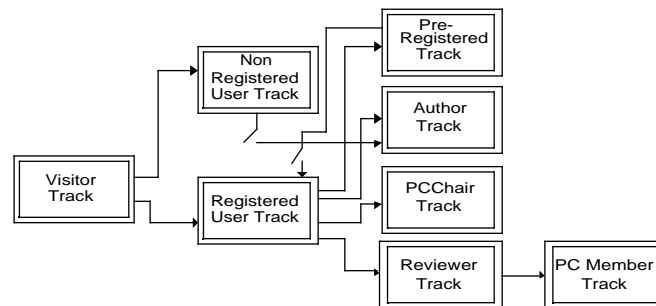 Pre-
Registered
Track
Non
Registered
User Track
Author
Track
Visitor
Track
Registered
User Track
PCChair
Track
Reviewer
Track
PC Member
Track